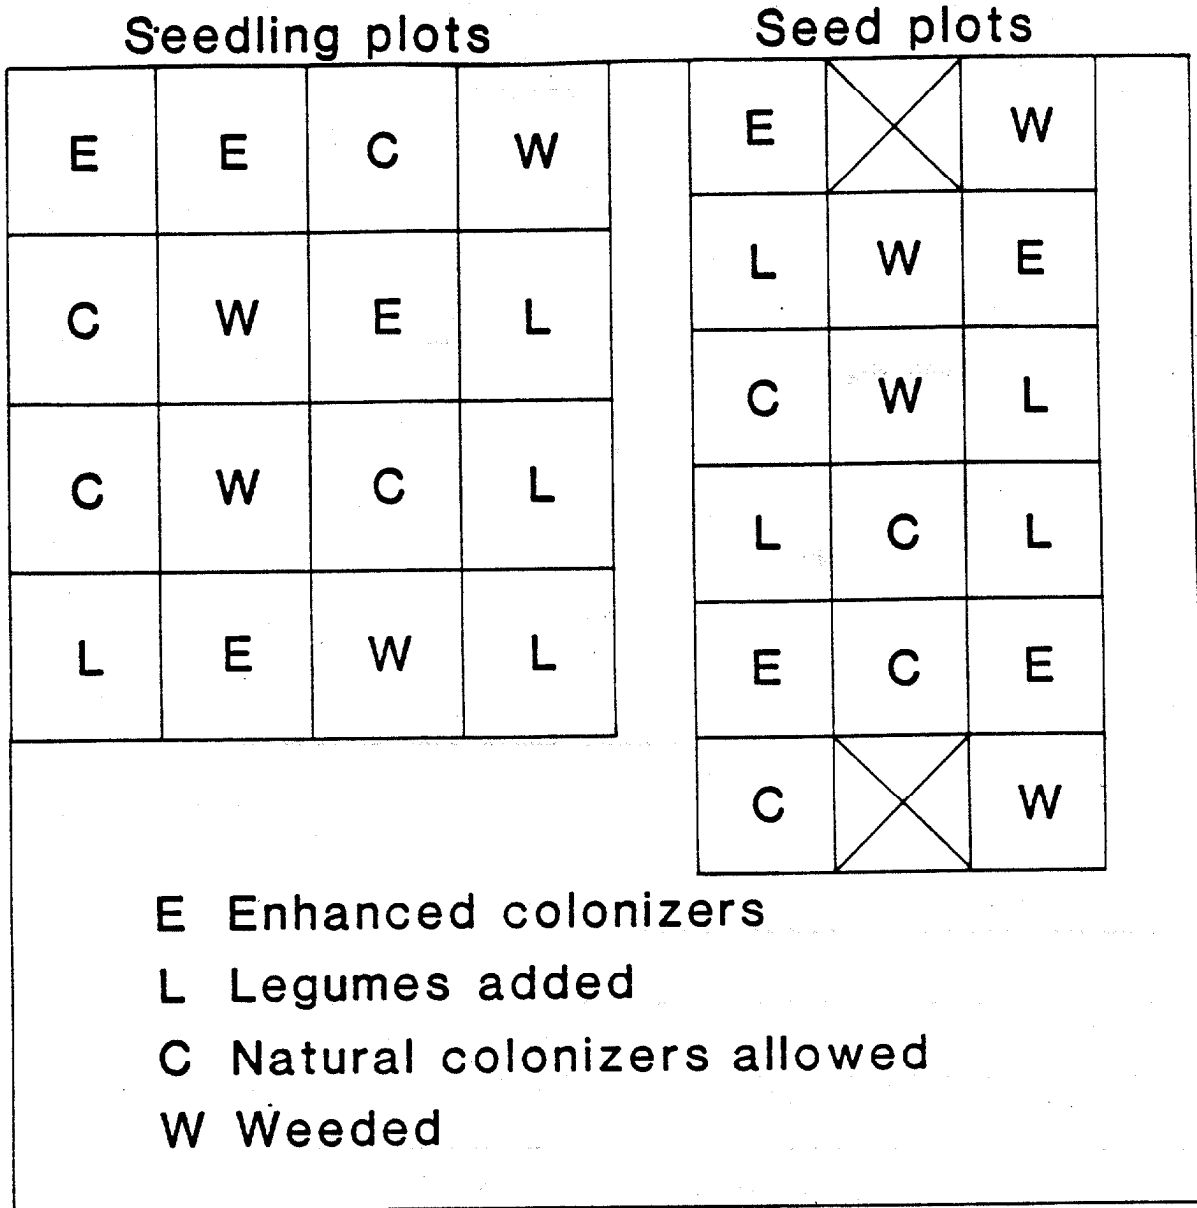 Seedling plots
E E C W
C W E L
C W C L
L E W L
Seed plots
E W
L W E
C W L
L C L
E C E
C W
E Enhanced colonizers
L Legumes added
C Natural colonizers allowed
W Weeded